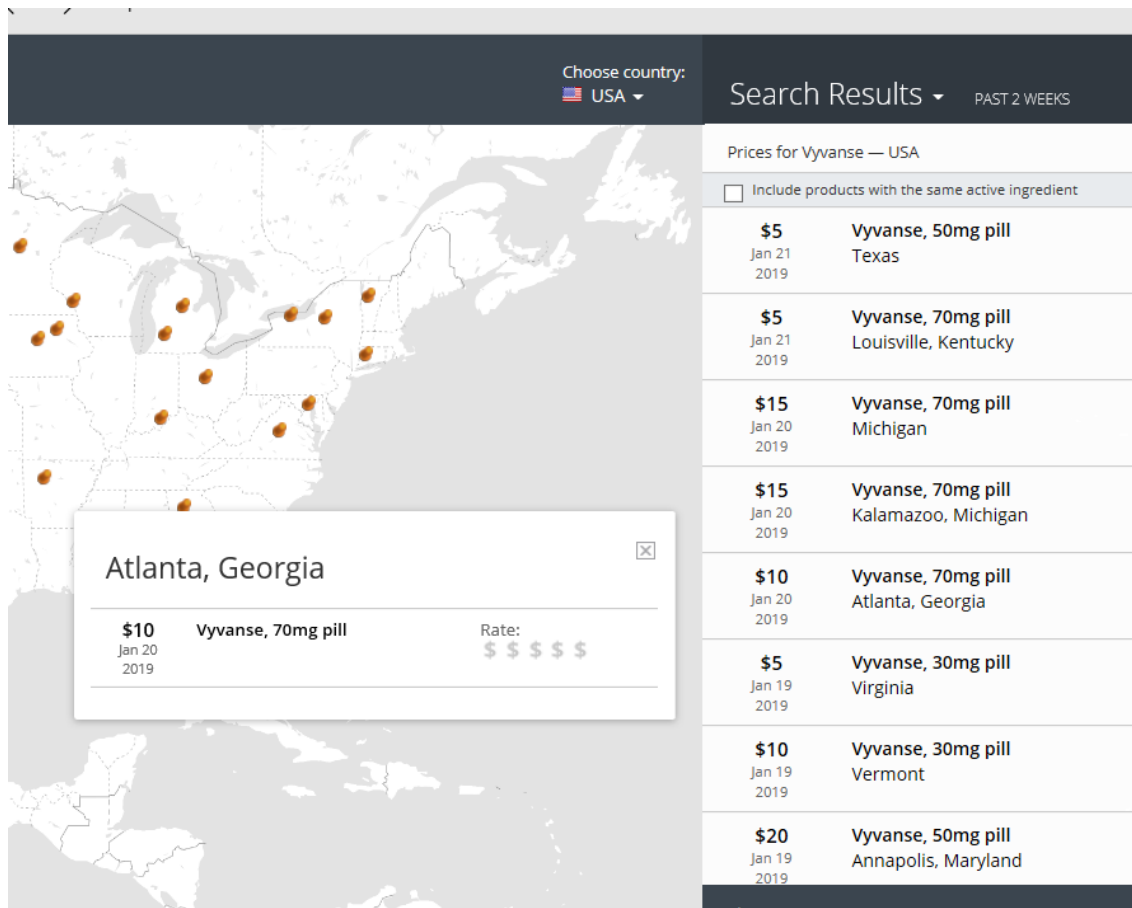 Choose country:
USA
Search Results
PAST 2 WEEKS
Prices for Vyvanse — USA
Include products with the same active ingredient
$5
Jan 21
2019
Vyvanse, 50mg pill
Texas
$5
Jan 21
2019
Vyvanse, 70mg pill
Louisville, Kentucky
$15
Jan 20
2019
Vyvanse, 70mg pill
Michigan
$15
Jan 20
2019
Vyvanse, 70mg pill
Kalamazoo, Michigan
$10
Jan 20
2019
Vyvanse, 70mg pill
Atlanta, Georgia
$5
Jan 19
2019
Vyvanse, 30mg pill
Virginia
$10
Jan 19
2019
Vyvanse, 30mg pill
Vermont
$20
Jan 19
2019
Vyvanse, 50mg pill
Annapolis, Maryland
Atlanta, Georgia
$10
Jan 20
2019
Vyvanse, 70mg pill
Rate:
$ $ $ $ $